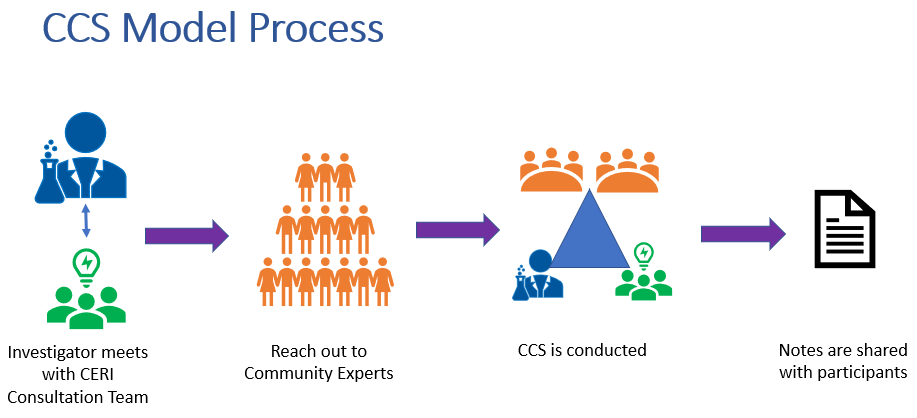 CCS Model Process
Investigator meets
with CERI
Consultation Team
Reach out to
Community Experts
CCS is conducted
Notes are shared
with participants